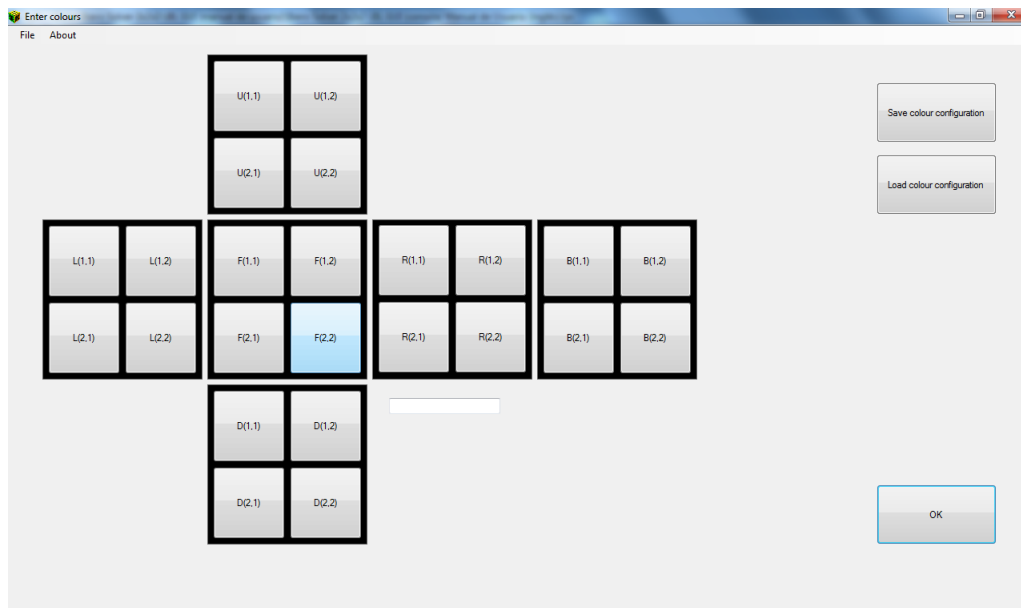 Enter colours
File About
U(1,1) U(1,2)
Save colour configuration
U(2,1) U(2,2)
Load colour configuration
L(1,1) L(1,2) F(1,1) F(1,2) R(1,1) R(1,2) B(1,1) B(1,2)
L(2,1) L(2,2) F(2,1) F(2,2) R(2,1) R(2,2) B(2,1) B(2,2)
D(1,1) D(1,2)
D(2,1) D(2,2)
OK